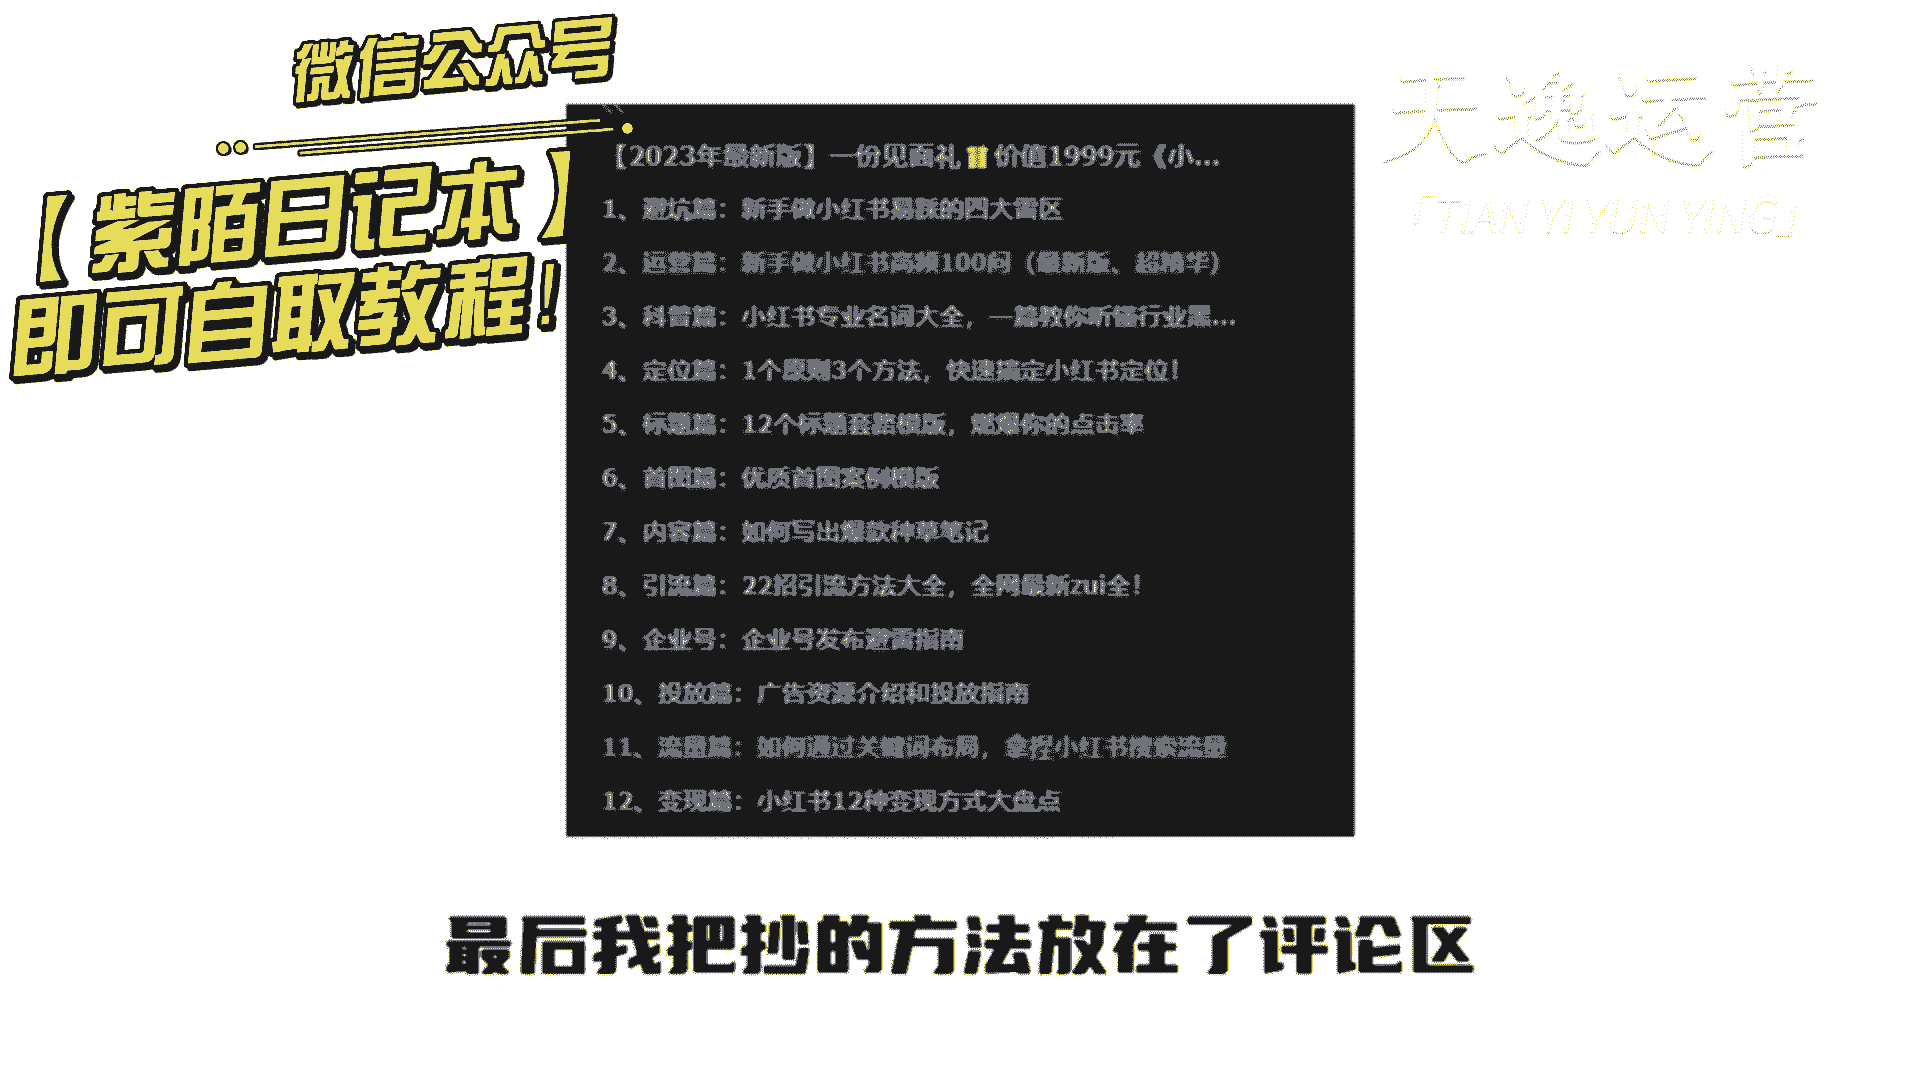 微信公众号
【紫陌日记本】
即可自取教程!
天逸运营
「TIAN YI YUN YING」
【2023年最新版】一份见面礼🎁价值1999元《小...
1、避坑篇：新手做小红书易踩的四大雷区
2、运营篇：新手做小红书高频100问（最新版、超精华）
3、科普篇：小红书专业名词大全，一篇教你听懂行业黑...
4、定位篇：1个原则3个方法，快速搞定小红书定位！
5、标题篇：12个标题套路模版，燃爆你的点击率
6、首图篇：优质首图案例模版
7、内容篇：如何写出爆款种草笔记
8、引流篇：22招引流方法大全，全网最新zui全！
9、企业号：企业号发布避雷指南
10、投放篇：广告资源介绍和投放指南
11、流量篇：如何通过关键词布局，拿捏小红书搜索流量
12、变现篇：小红书12种变现方式大盘点
最后我把抄的方法放在了评论区